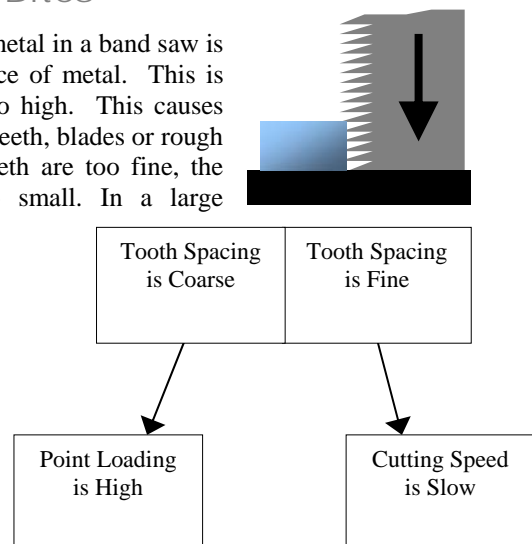 Bites
metal in a band saw is
ce of metal. This is
o high. This causes
eeth, blades or rough
eth are too fine, the
small. In a large
Tooth Spacing
is Coarse
Tooth Spacing
is Fine
Point Loading
is High
Cutting Speed
is Slow